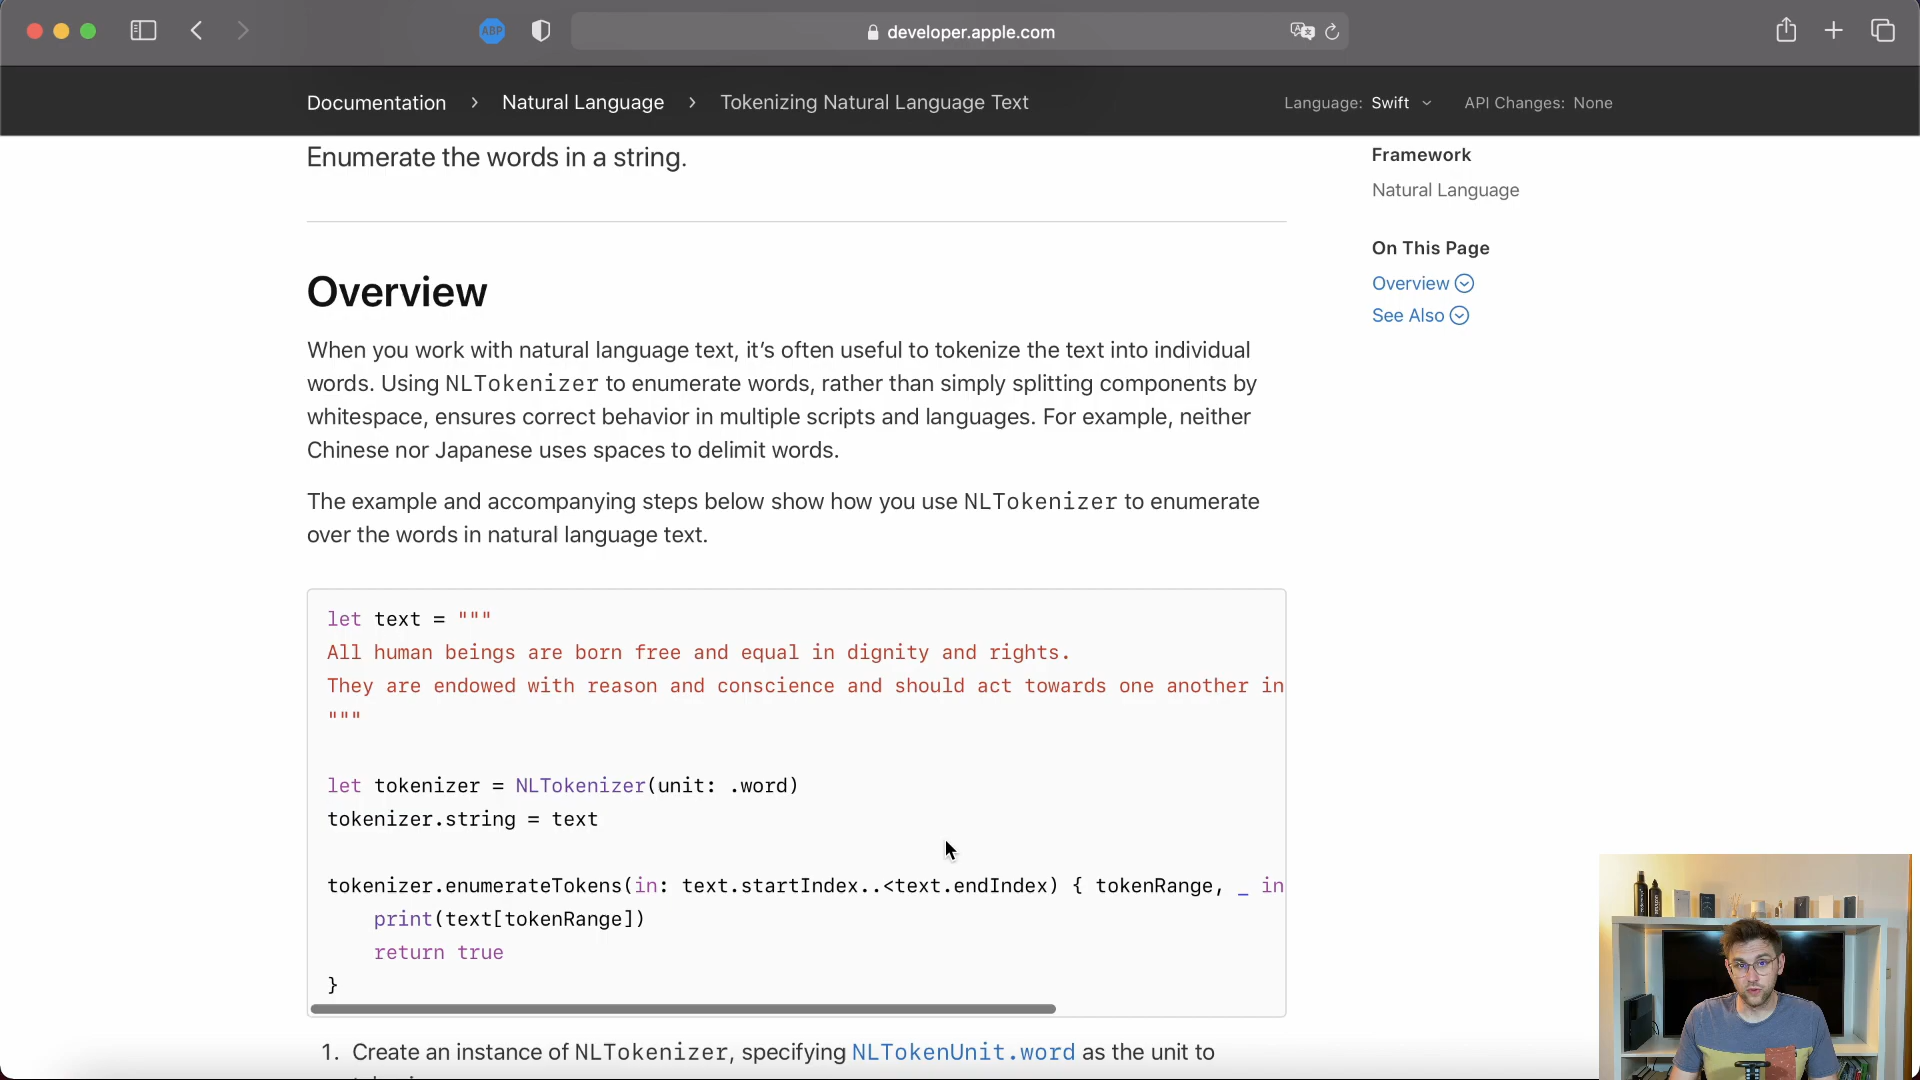 ABP
developer.apple.com
Documentation › Natural Language › Tokenizing Natural Language Text
Language: Swift
API Changes: None
Enumerate the words in a string.
Framework
Natural Language
On This Page
Overview
See Also
Overview
When you work with natural language text, it’s often useful to tokenize the text into individual
words. Using NLTokenizer to enumerate words, rather than simply splitting components by
whitespace, ensures correct behavior in multiple scripts and languages. For example, neither
Chinese nor Japanese uses spaces to delimit words.
The example and accompanying steps below show how you use NLTokenizer to enumerate
over the words in natural language text.
let text = """
All human beings are born free and equal in dignity and rights.
They are endowed with reason and conscience and should act towards one another in
"""
let tokenizer = NLTokenizer(unit: .word)
tokenizer.string = text
tokenizer.enumerateTokens(in: text.startIndex..<text.endIndex) { tokenRange, _ in
print(text[tokenRange])
return true
}
1. Create an instance of NLTokenizer, specifying NLTokenUnit.word as the unit to